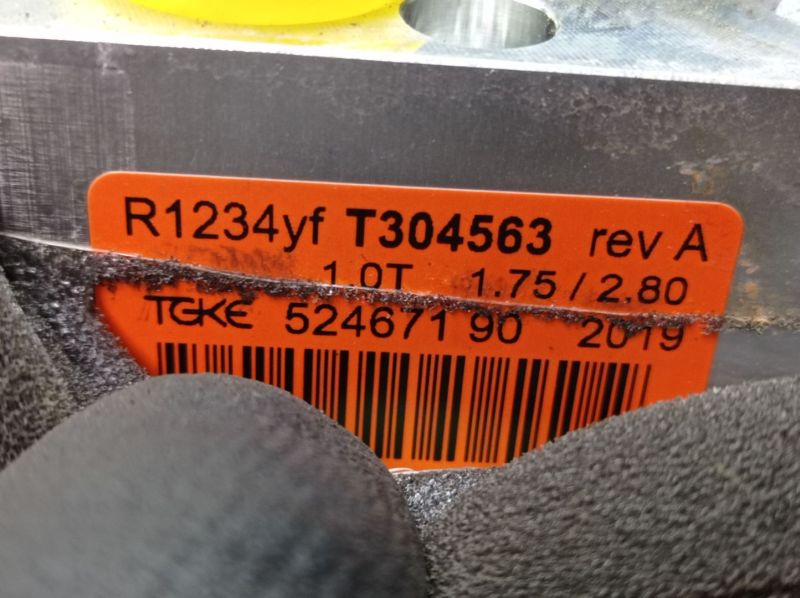 R1234yf T304563 rev A
1.0T 1.75 / 2.80
TGKE 524671 90 2019